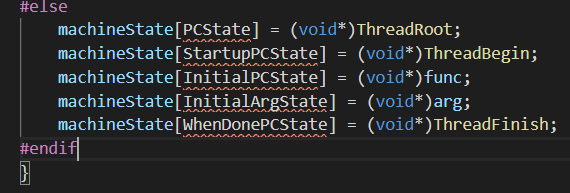 #else
machineState[PCState] = (void*)ThreadRoot;
machineState[StartupPCState] = (void*)ThreadBegin;
machineState[InitialPCState] = (void*)func;
machineState[InitialArgState] = (void*)arg;
machineState[WhenDonePCState] = (void*)ThreadFinish;
#endif
}